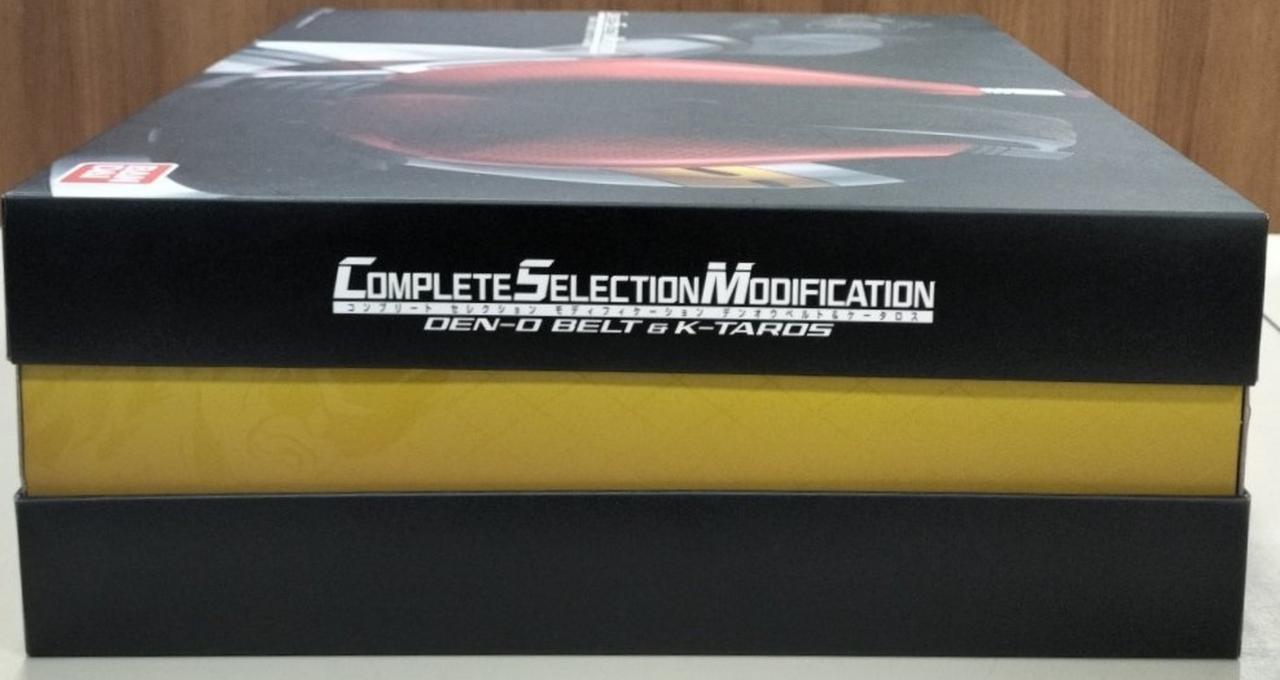 BAN
DAI
COMPLETE SELECTION MODIFICATION
コンプリート セレクション モディフィケーション デンオウベルト&ケータロス
DEN-O BELT & K-TAROS